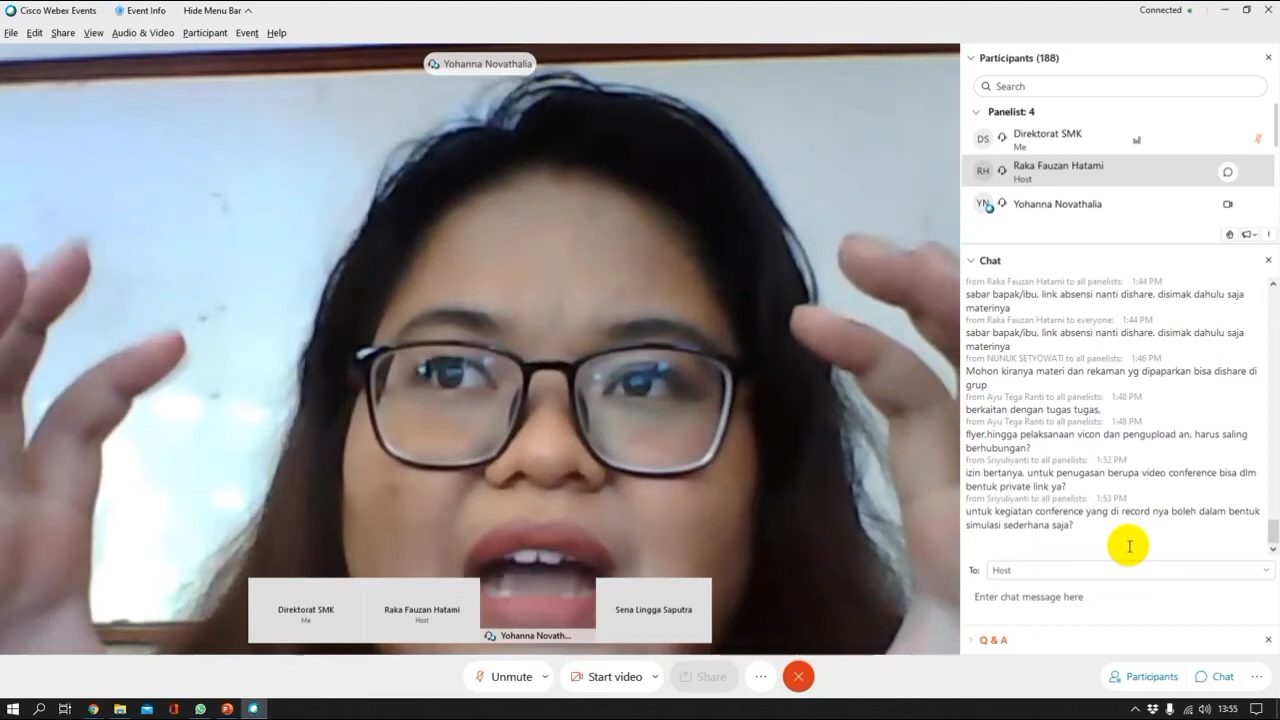 Cisco Webex Events
Event Info
Hide Menu Bar
Connected
File Edit Share View Audio & Video Participant Event Help
Yohanna Novathalia
Participants (188)
Search
Panelist: 4
DS
Direktorat SMK
Me
RH
Raka Fauzan Hatami
Host
YN
Yohanna Novathalia
Chat
from Raka Fauzan Hatami to all panelists: 1:44 PM
sabar bapak/ibu, link absensi nanti dishare. disimak dahulu saja
materinya
from Raka Fauzan Hatami to everyone: 1:44 PM
sabar bapak/ibu, link absensi nanti dishare. disimak dahulu saja
materinya
from NUNUK SETYOWATI to all panelists: 1:46 PM
Mohon kiranya materi dan rekaman yg dipaparkan bisa dishare di
grup
from Ayu Tega Ranti to all panelists: 1:48 PM
berkaitan dengan tugas tugas,
from Ayu Tega Ranti to all panelists: 1:48 PM
flyer,hingga pelaksanaan vicon dan pengupload an, harus saling
berhubungan?
from Sriyuliyanti to all panelists: 1:52 PM
izin bertanya, untuk penugasan berupa video conference bisa dlm
bentuk private link ya?
from Sriyuliyanti to all panelists: 1:53 PM
untuk kegiatan conference yang di record nya boleh dalam bentuk
simulasi sederhana saja?
To: Host
Enter chat message here
Q & A
Direktorat SMK
Me
Raka Fauzan Hatami
Host
Yohanna Novath...
Sena Lingga Saputra
Unmute
Start video
Share
Participants
Chat
13:55